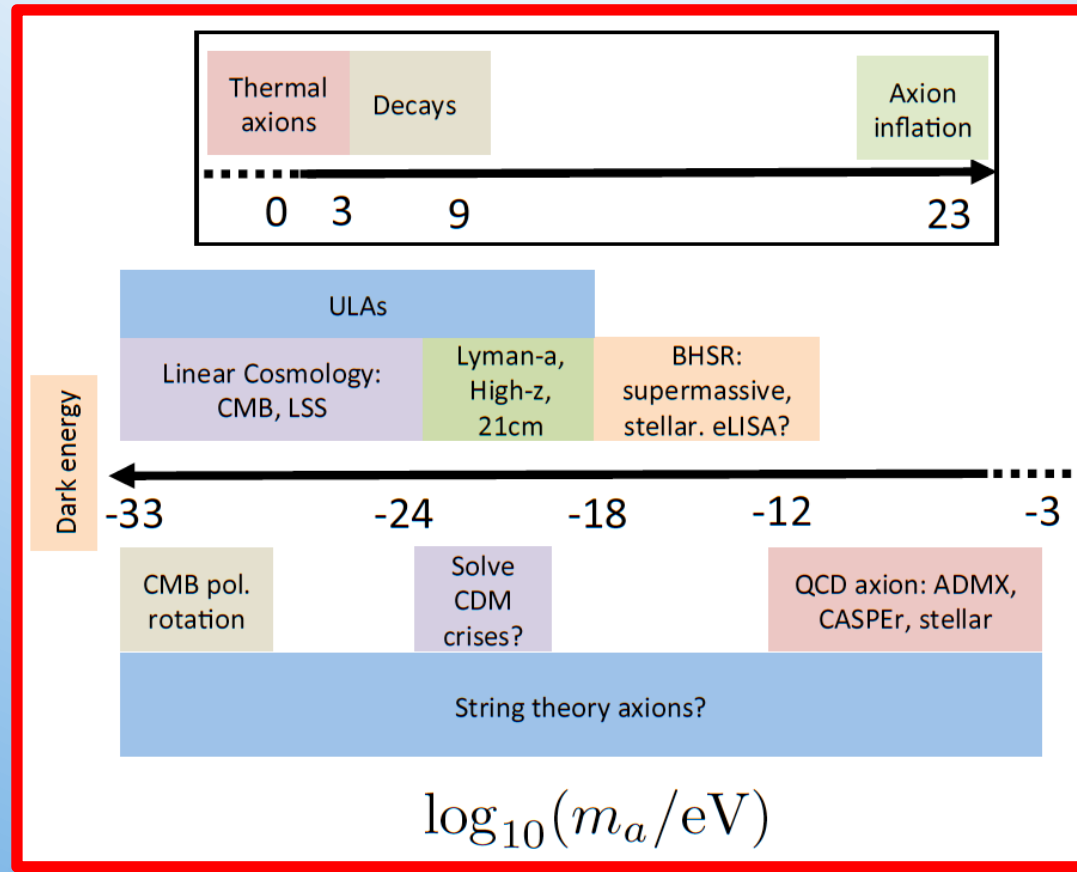 Thermal
axions
Decays
Axion
inflation
0 3 9 23
ULAs
Linear Cosmology:
CMB, LSS
Lyman-a,
High-z,
21cm
BHSR:
supermassive,
stellar. eLISA?
Dark energy
-33 -24 -18 -12 -3
CMB pol.
rotation
Solve
CDM
crises?
QCD axion: ADMX,
CASPEr, stellar
String theory axions?
log₁₀(mₐ/eV)